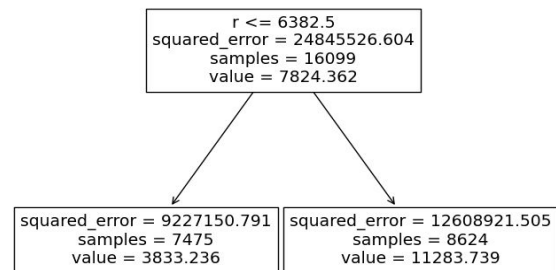 r <= 6382.5
squared_error = 24845526.604
samples = 16099
value = 7824.362
squared_error = 9227150.791
samples = 7475
value = 3833.236
squared_error = 12608921.505
samples = 8624
value = 11283.739